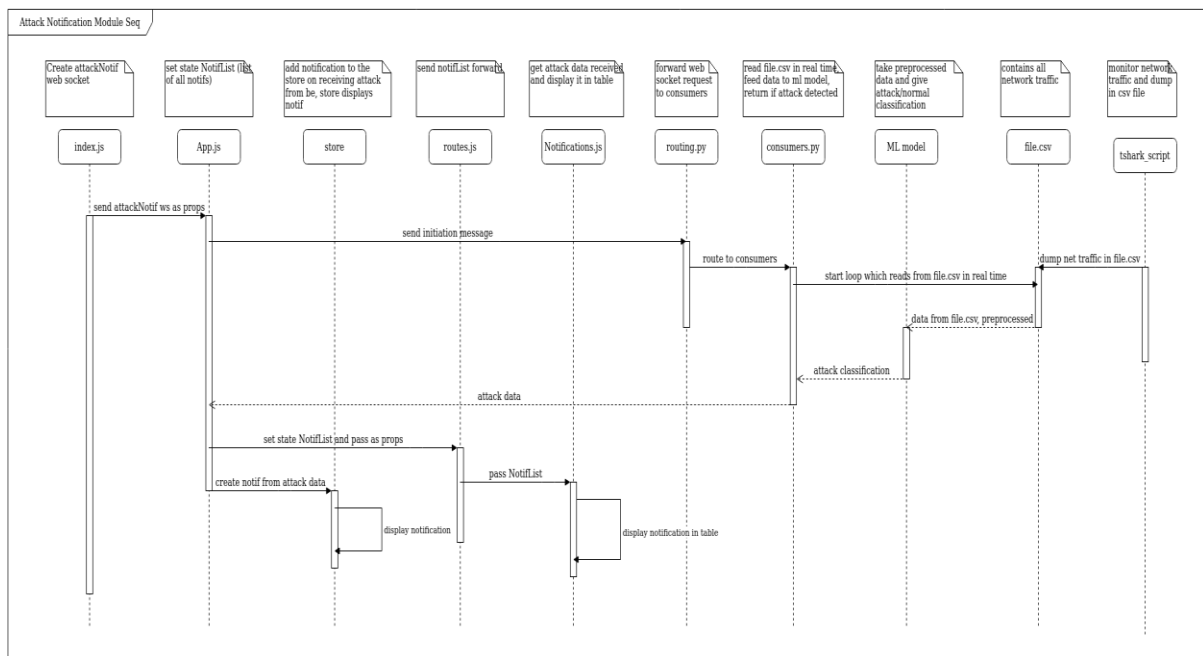 Attack Notification Module Seq
Create attackNotif
web socket
set state NotifList (list
of all notifs)
add notification to the
store on receiving attack
from be, store displays
notif
send notifList forward
get attack data received
and display it in table
forward web
socket request
to consumers
read file.csv in real time,
feed data to ml model,
return if attack detected
take preprocessed
data and give
attack/normal
classification
contains all
network traffic
monitor network
traffic and dump
in csv file
index.js
App.js
store
routes.js
Notifications.js
routing.py
consumers.py
ML model
file.csv
tshark_script
send attackNotif ws as props
send initiation message
route to consumers
dump net traffic in file.csv
start loop which reads from file.csv in real time
data from file.csv, preprocessed
attack classification
attack data
set state NotifList and pass as props
pass NotifList
create notif from attack data
display notification
display notification in table